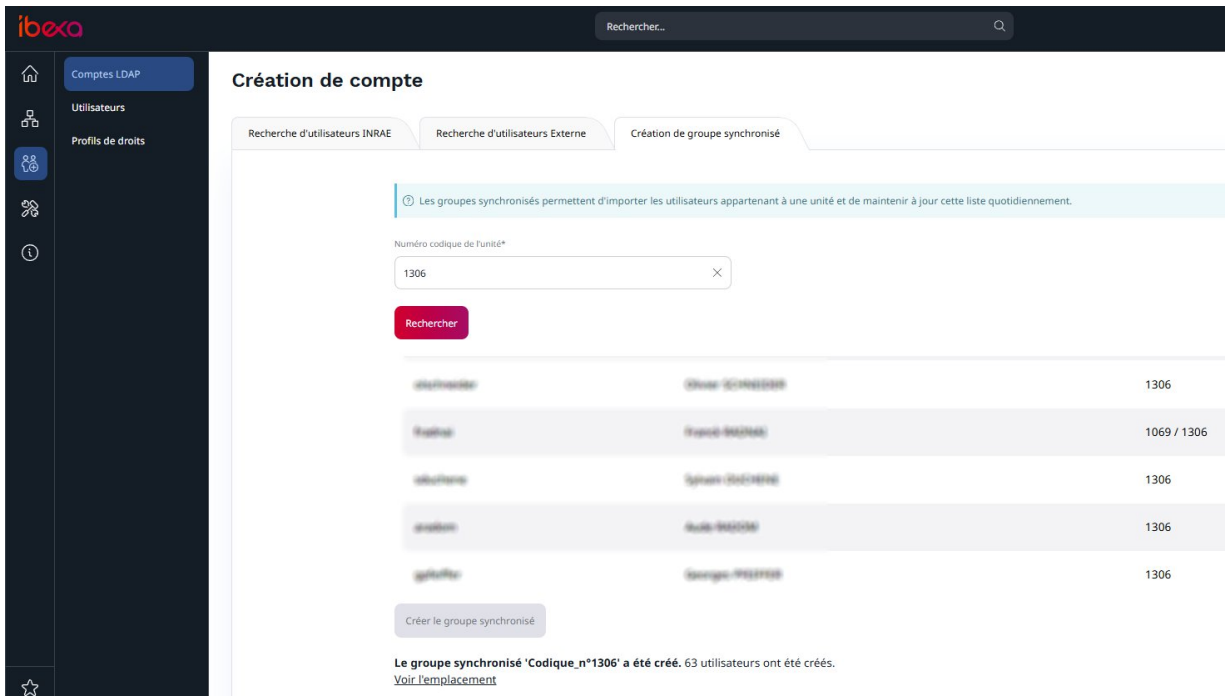 ibexa
Rechercher...
Comptes LDAP
Utilisateurs
Profils de droits
Création de compte
Recherche d'utilisateurs INRAE
Recherche d'utilisateurs Externe
Création de groupe synchronisé
Les groupes synchronisés permettent d'importer les utilisateurs appartenant à une unité et de maintenir à jour cette liste quotidiennement.
Numéro codique de l'unité*
1306
Rechercher
1306
1069 / 1306
1306
1306
1306
Créer le groupe synchronisé
Le groupe synchronisé 'Codique_n°1306' a été créé. 63 utilisateurs ont été créés.
Voir l'emplacement